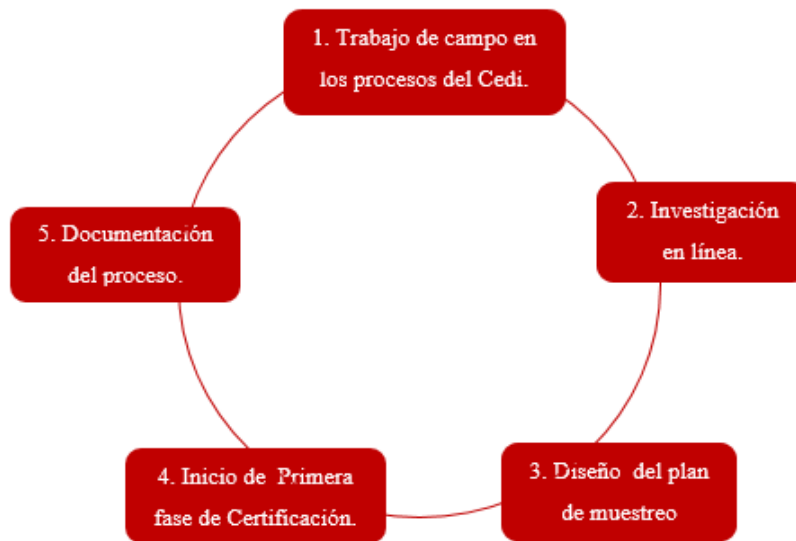 1. Trabajo de campo en
los procesos del Cedi.
2. Investigación
en línea.
3. Diseño del plan
de muestreo
4. Inicio de Primera
fase de Certificación.
5. Documentación
del proceso.